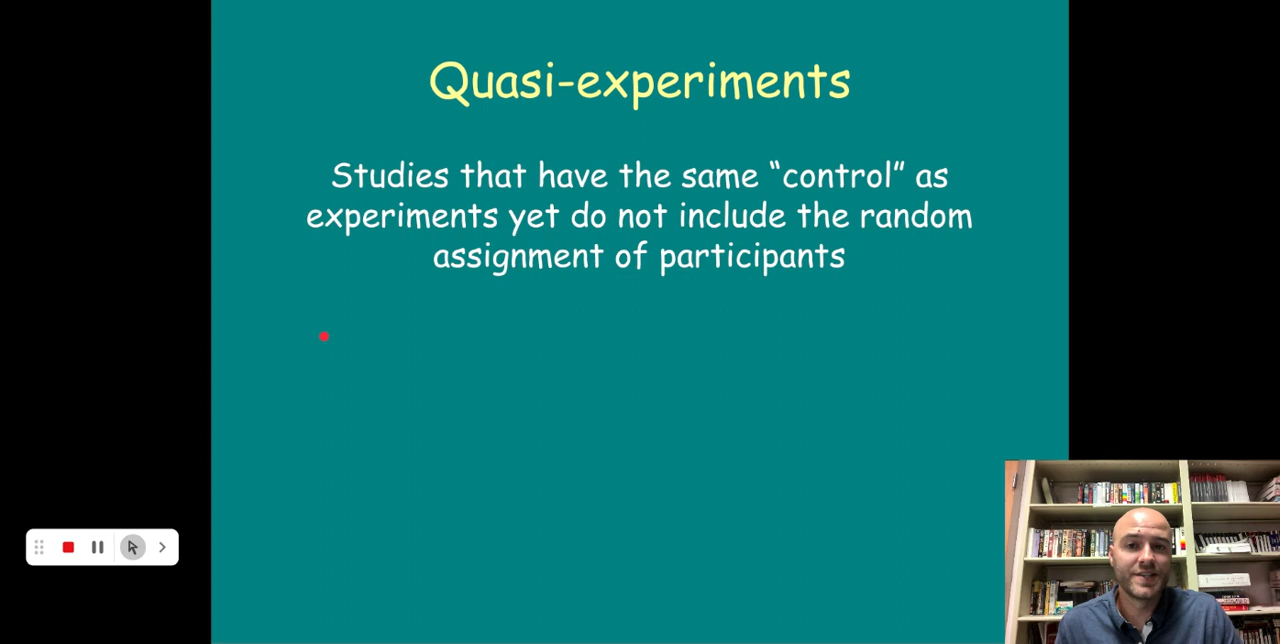 Quasi-experiments
Studies that have the same “control” as
experiments yet do not include the random
assignment of participants